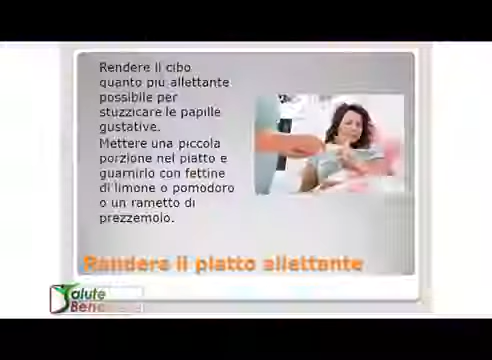 Rendere il cibo
quanto più allettante
possibile per
stuzzicare le papille
gustative.
Mettere una piccola
porzione nel piatto e
guarnirlo con fettine
di limone o pomodoro
o un rametto di
prezzemolo.
Rendere il piatto allettante
Salute